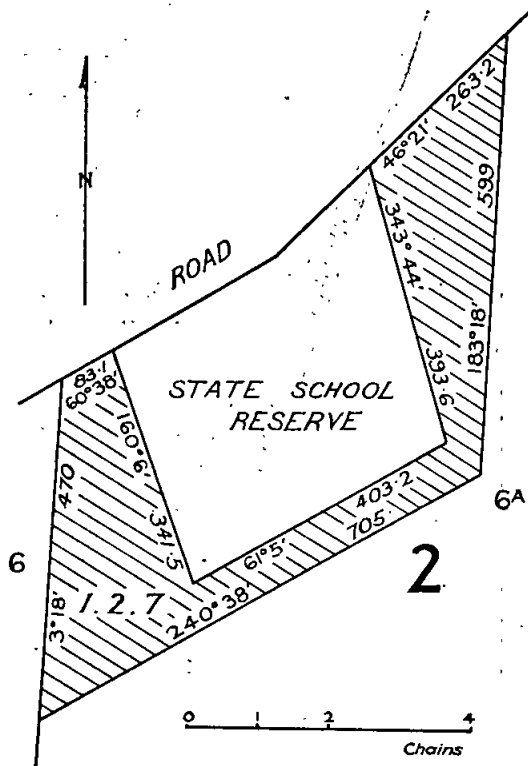 263·2
46°21'
N
599
343°44'
ROAD
183°18'
83·1
60°38'
STATE SCHOOL
RESERVE
393·6
160°6'
470
403·2
6A
341·5
705·
61°5'
6
2
1. 2. 7
240°38'
3°18'
0 1 2 4
Chains